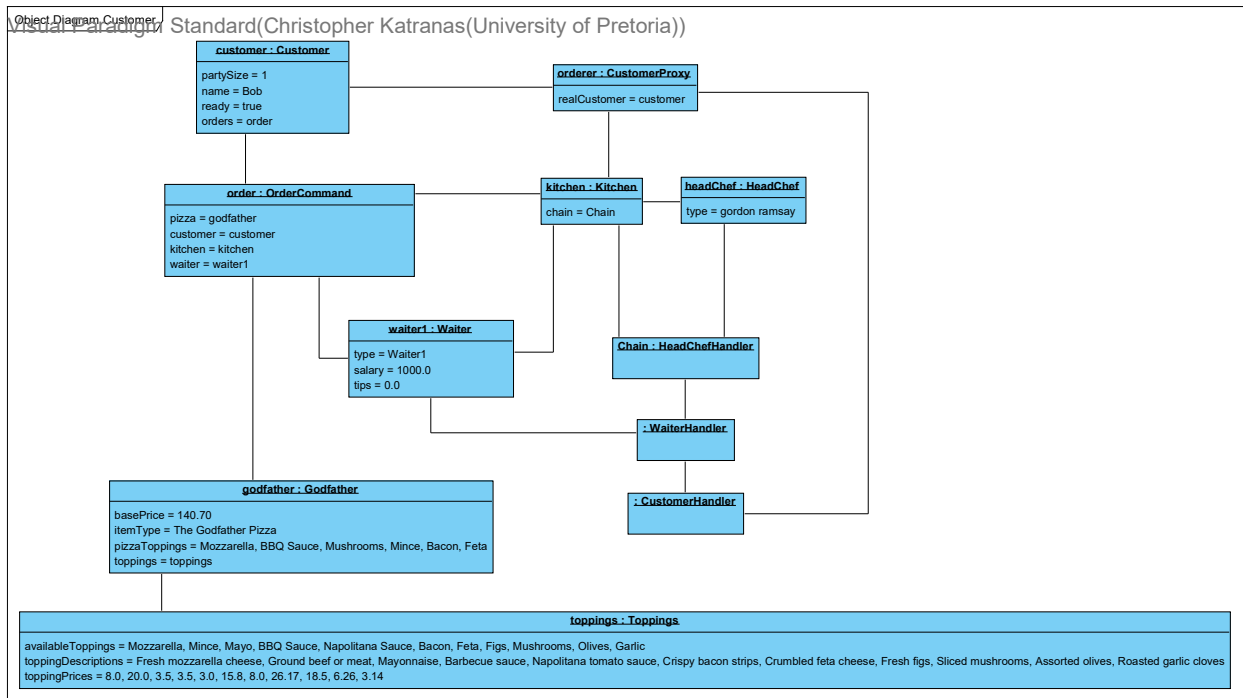 Object Diagram Customer
Visual Paradigm Standard(Christopher Katranas(University of Pretoria))
customer : Customer
partySize = 1
name = Bob
ready = true
orders = order
orderer : CustomerProxy
realCustomer = customer
order : OrderCommand
pizza = godfather
customer = customer
kitchen = kitchen
waiter = waiter1
kitchen : Kitchen
chain = Chain
headChef : HeadChef
type = gordon ramsay
waiter1 : Waiter
type = Waiter1
salary = 1000.0
tips = 0.0
Chain : HeadChefHandler
: WaiterHandler
: CustomerHandler
godfather : Godfather
basePrice = 140.70
itemType = The Godfather Pizza
pizzaToppings = Mozzarella, BBQ Sauce, Mushrooms, Mince, Bacon, Feta
toppings = toppings
toppings : Toppings
availableToppings = Mozzarella, Mince, Mayo, BBQ Sauce, Napolitana Sauce, Bacon, Feta, Figs, Mushrooms, Olives, Garlic
toppingDescriptions = Fresh mozzarella cheese, Ground beef or meat, Mayonnaise, Barbecue sauce, Napolitana tomato sauce, Crispy bacon strips, Crumbled feta cheese, Fresh figs, Sliced mushrooms, Assorted olives, Roasted garlic cloves
toppingPrices = 8.0, 20.0, 3.5, 3.5, 3.0, 15.8, 8.0, 26.17, 18.5, 6.26, 3.14